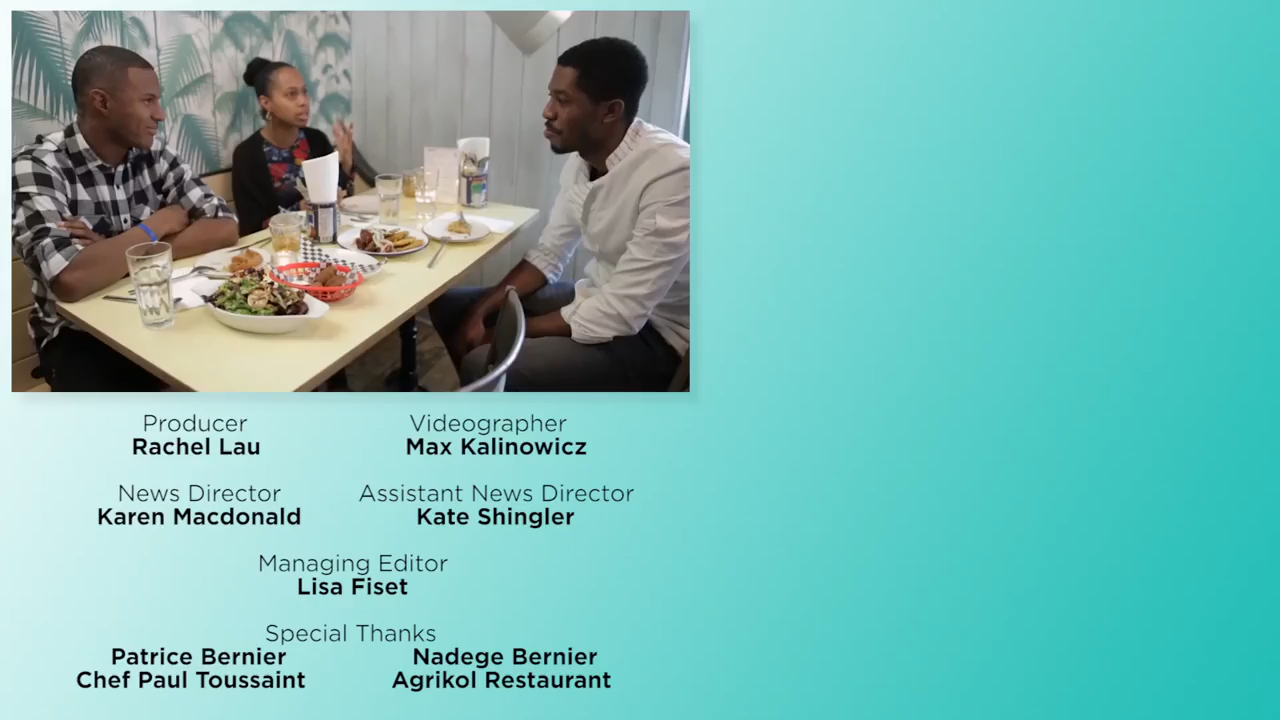 Producer
Rachel Lau
Videographer
Max Kalinowicz
News Director
Karen Macdonald
Assistant News Director
Kate Shingler
Managing Editor
Lisa Fiset
Special Thanks
Patrice Bernier
Nadege Bernier
Chef Paul Toussaint
Agrikol Restaurant